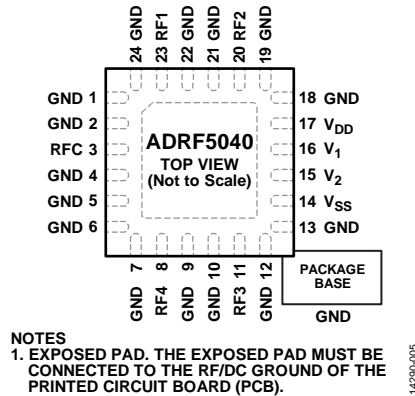 24 GND
23 RF1
22 GND
21 GND
20 RF2
19 GND
GND 1
GND 2
RFC 3
GND 4
GND 5
GND 6
ADRF5040
TOP VIEW
(Not to Scale)
18 GND
17 VDD
16 V1
15 V2
14 VSS
13 GND
GND 7
RF4 8
GND 9
GND 10
RF3 11
GND 12
PACKAGE
BASE
GND
NOTES
1. EXPOSED PAD. THE EXPOSED PAD MUST BE
CONNECTED TO THE RF/DC GROUND OF THE
PRINTED CIRCUIT BOARD (PCB).
14290-005